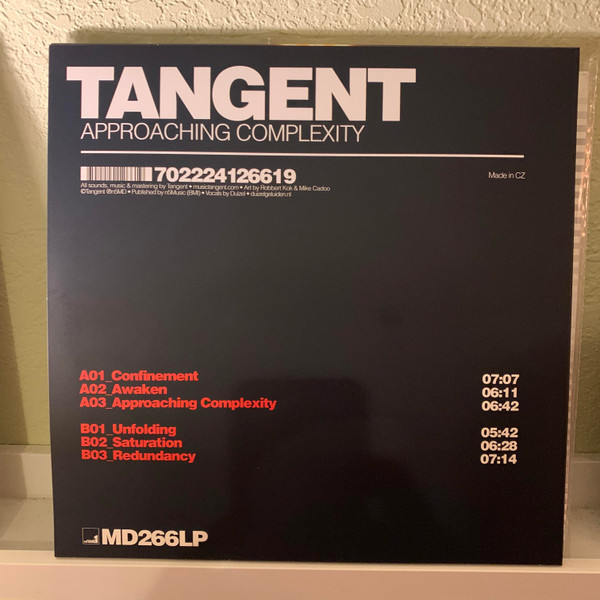 TANGENT
APPROACHING COMPLEXITY
702224126619
Made in CZ
All sounds, music & mastering by Tangent • musictangent.com • Art by Robbert Kok & Mike Cadoo
©Tangent ℗n5MD • Published by n5Music (BMI) • Vocals by Duizel • duizelgeluiden.nl
A01_Confinement 07:07
A02_Awaken 06:11
A03_Approaching Complexity 06:42
B01_Unfolding 05:42
B02_Saturation 06:28
B03_Redundancy 07:14
MD266LP